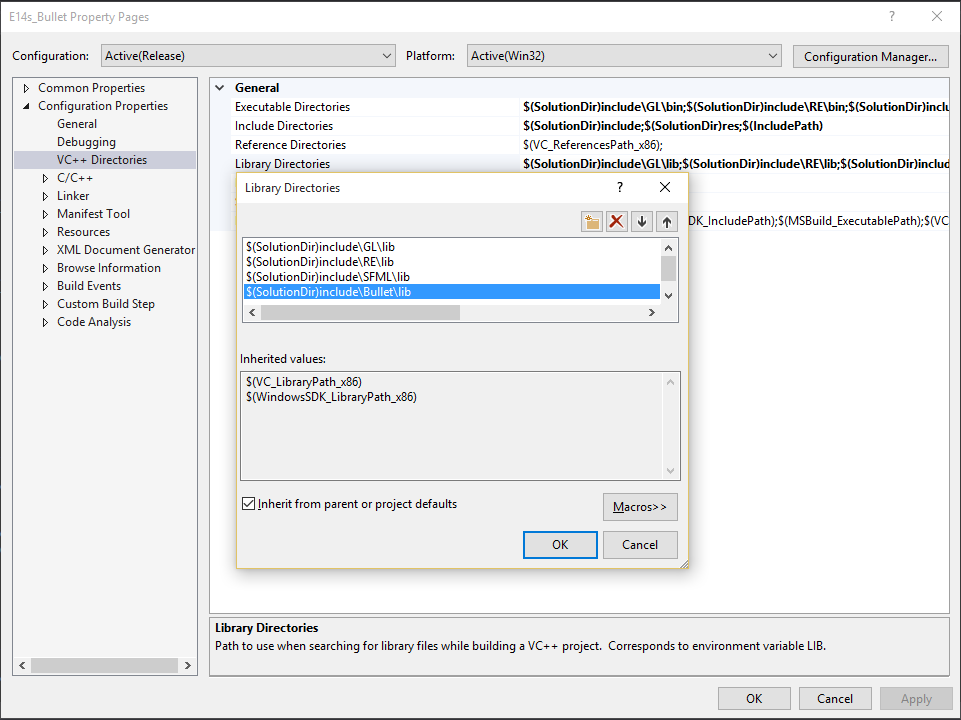 E14s_Bullet Property Pages
Configuration: Active(Release) Platform: Active(Win32) Configuration Manager...
Common Properties
Configuration Properties
General
Debugging
VC++ Directories
C/C++
Linker
Manifest Tool
Resources
XML Document Generator
Browse Information
Build Events
Custom Build Step
Code Analysis
General
Executable Directories $(SolutionDir)include\GL\bin;$(SolutionDir)include\RE\bin;$(SolutionDir)inclu
Include Directories $(SolutionDir)include;$(SolutionDir)res;$(IncludePath)
Reference Directories $(VC_ReferencesPath_x86);
Library Directories $(SolutionDir)include\GL\lib;$(SolutionDir)include\RE\lib;$(SolutionDir)includ
DK_IncludePath);$(MSBuild_ExecutablePath);$(VC
Library Directories ?
$(SolutionDir)include\GL\lib
$(SolutionDir)include\RE\lib
$(SolutionDir)include\SFML\lib
$(SolutionDir)include\Bullet\lib
Inherited values:
$(VC_LibraryPath_x86)
$(WindowsSDK_LibraryPath_x86)
Inherit from parent or project defaults
Macros>>
OK Cancel
Library Directories
Path to use when searching for library files while building a VC++ project. Corresponds to environment variable LIB.
OK Cancel Apply